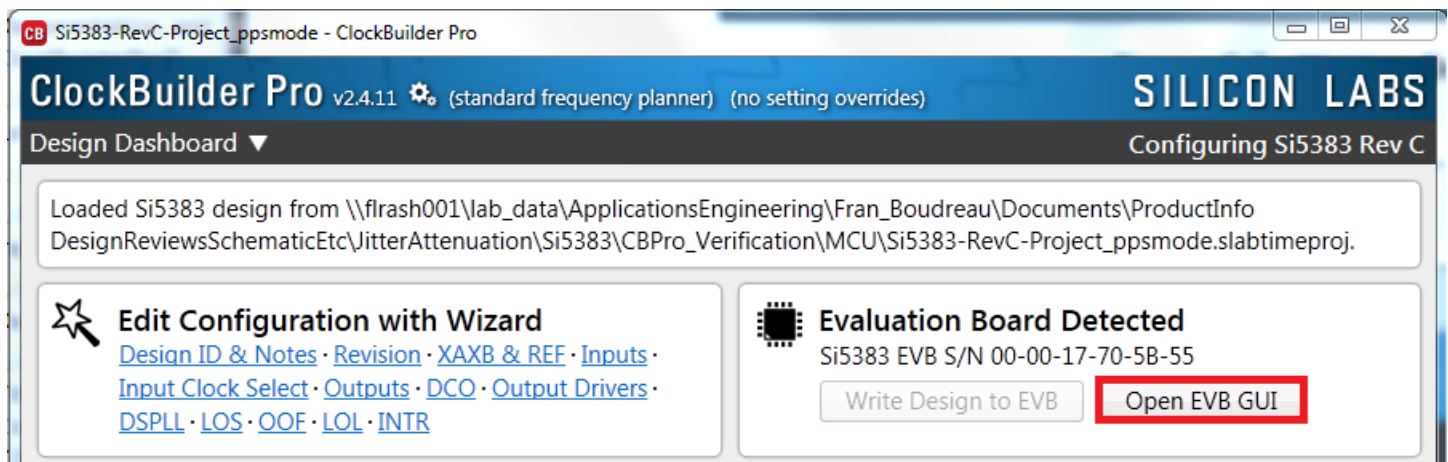 CB Si5383-RevC-Project_ppsmode - ClockBuilder Pro
ClockBuilder Pro v2.4.11 (standard frequency planner) (no setting overrides) SILICON LABS
Design Dashboard ▼ Configuring Si5383 Rev C
Loaded Si5383 design from \\flrash001\lab_data\ApplicationsEngineering\Fran_Boudreau\Documents\ProductInfo
DesignReviewsSchematicEtc\JitterAttenuation\Si5383\CBPro_Verification\MCU\Si5383-RevC-Project_ppsmode.slabtimeproj.
Edit Configuration with Wizard
Design ID & Notes · Revision · XAXB & REF · Inputs ·
Input Clock Select · Outputs · DCO · Output Drivers ·
DSPLL · LOS · OOF · LOL · INTR
Evaluation Board Detected
Si5383 EVB S/N 00-00-17-70-5B-55
Write Design to EVB Open EVB GUI